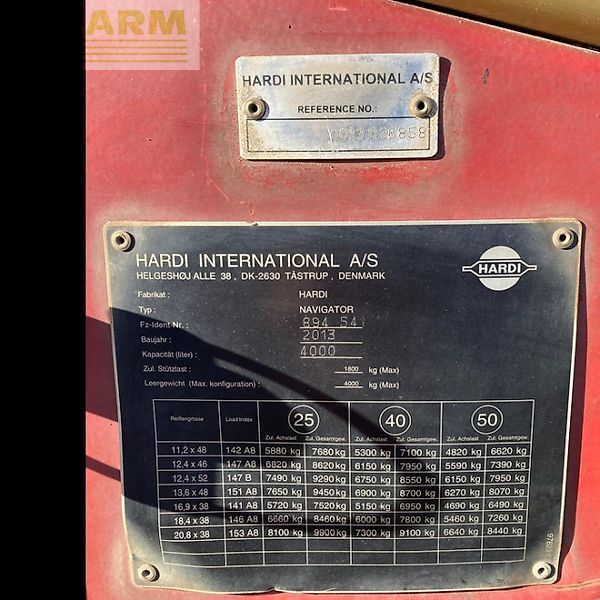 ARM
HARDI INTERNATIONAL A/S
REFERENCE NO.:
HARDI INTERNATIONAL A/S
HELGESHØJ ALLE 38, DK-2630 TÅSTRUP, DENMARK
HARDI
Fabrikat : HARDI
Typ : NAVIGATOR
Fz-Ident-Nr. : 894 54
Baujahr : 2013
Kapacität (liter) : 4000
Zul. Stützlast : 1800 kg (Max)
Leergewicht (Max. konfiguration) : 4000 kg (Max)
Reifengrösse Load Index 25 40 50
Zul. Achslast Zul. Gesamtgew. Zul. Achslast Zul. Gesamtgew. Zul. Achslast Zul. Gesamtgew.
11,2 x 48 142 A8 5880 kg 7680 kg 5300 kg 7100 kg 4820 kg 6620 kg
12,4 x 46 147 A8 6820 kg 8620 kg 6150 kg 7950 kg 5590 kg 7390 kg
12,4 x 52 147 B 7490 kg 9290 kg 6750 kg 8550 kg 6150 kg 7950 kg
13,6 x 48 151 A8 7650 kg 9450 kg 6900 kg 8700 kg 6270 kg 8070 kg
16,9 x 38 141 A8 5720 kg 7520 kg 5150 kg 6950 kg 4690 kg 6490 kg
18,4 x 38 146 A8 6660 kg 8460 kg 6000 kg 7800 kg 5460 kg 7260 kg
20,8 x 38 153 A8 8100 kg 9900 kg 7300 kg 9100 kg 6640 kg 8440 kg